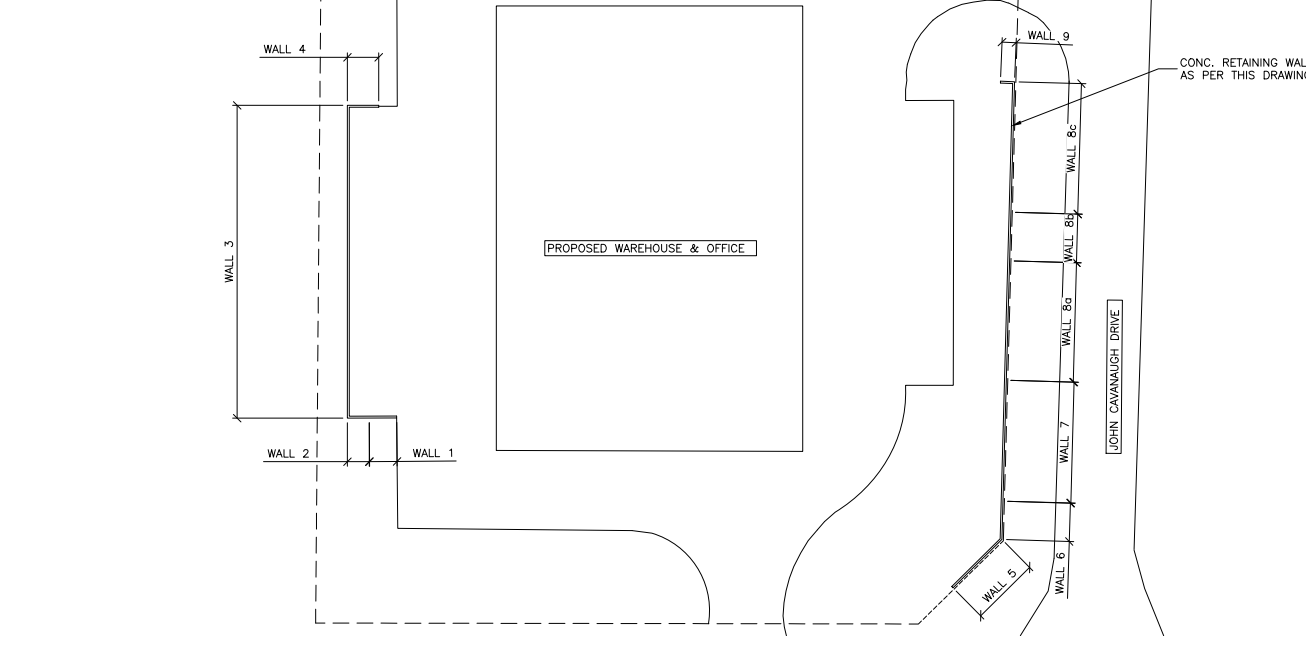 WALL 4
WALL 9
CONC. RETAINING WAL
AS PER THIS DRAWING
WALL 8c
WALL 8b
WALL 3
PROPOSED WAREHOUSE & OFFICE
WALL 8a
JOHN CAVANAUGH DRIVE
WALL 7
WALL 2
WALL 1
WALL 6
WALL 5